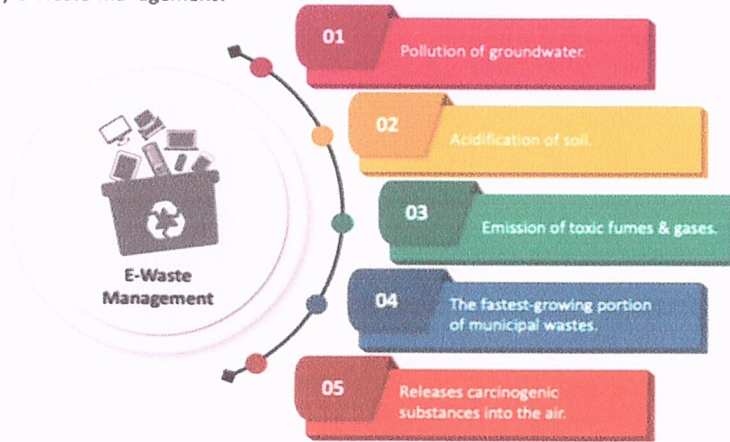 01
Pollution of groundwater.
02
Acidification of soil.
03
Emission of toxic fumes & gases.
04
The fastest-growing portion
of municipal wastes.
05
Releases carcinogenic
substances into the air.
E-Waste
Management